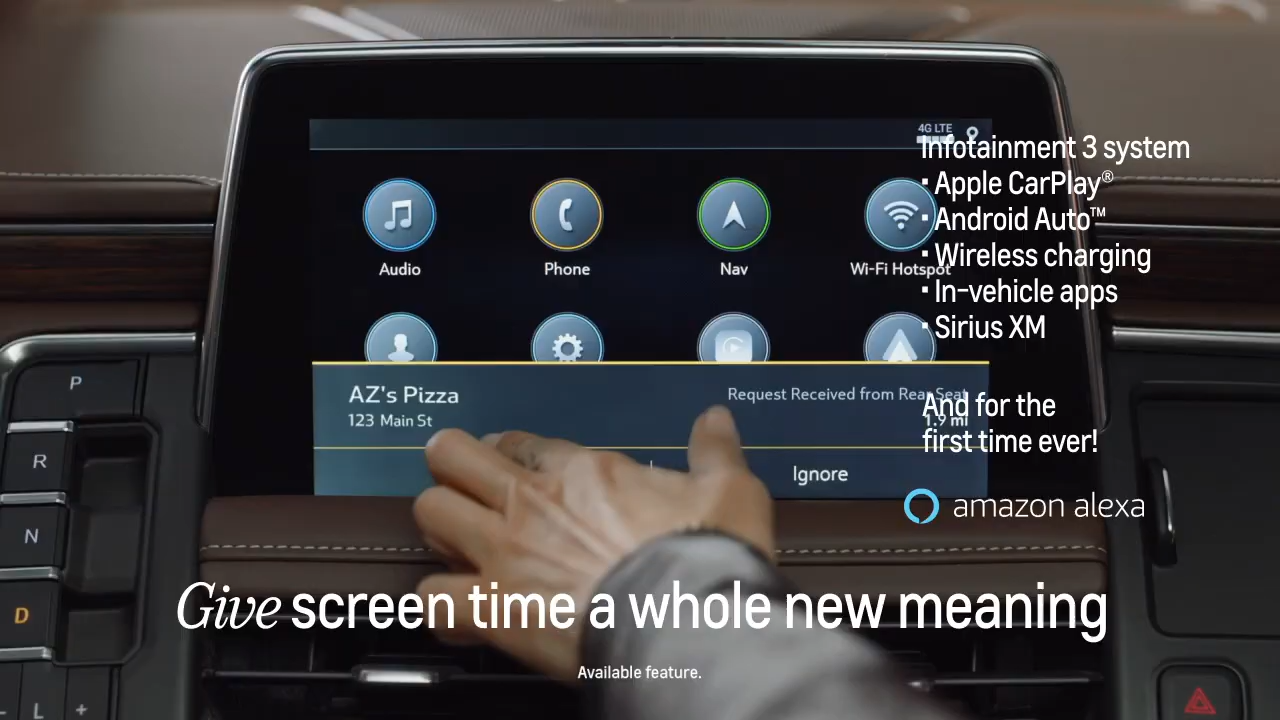 4G LTE
Infotainment 3 system
· Apple CarPlay®
· Android Auto™
· Wireless charging
· In-vehicle apps
· Sirius XM
Audio
Phone
Nav
Wi-Fi Hotspot
AZ's Pizza
Request Received from Rear Seat
123 Main St
1.9 mi
Ignore
And for the
first time ever!
amazon alexa
P
R
N
D
- L +
Give screen time a whole new meaning
Available feature.